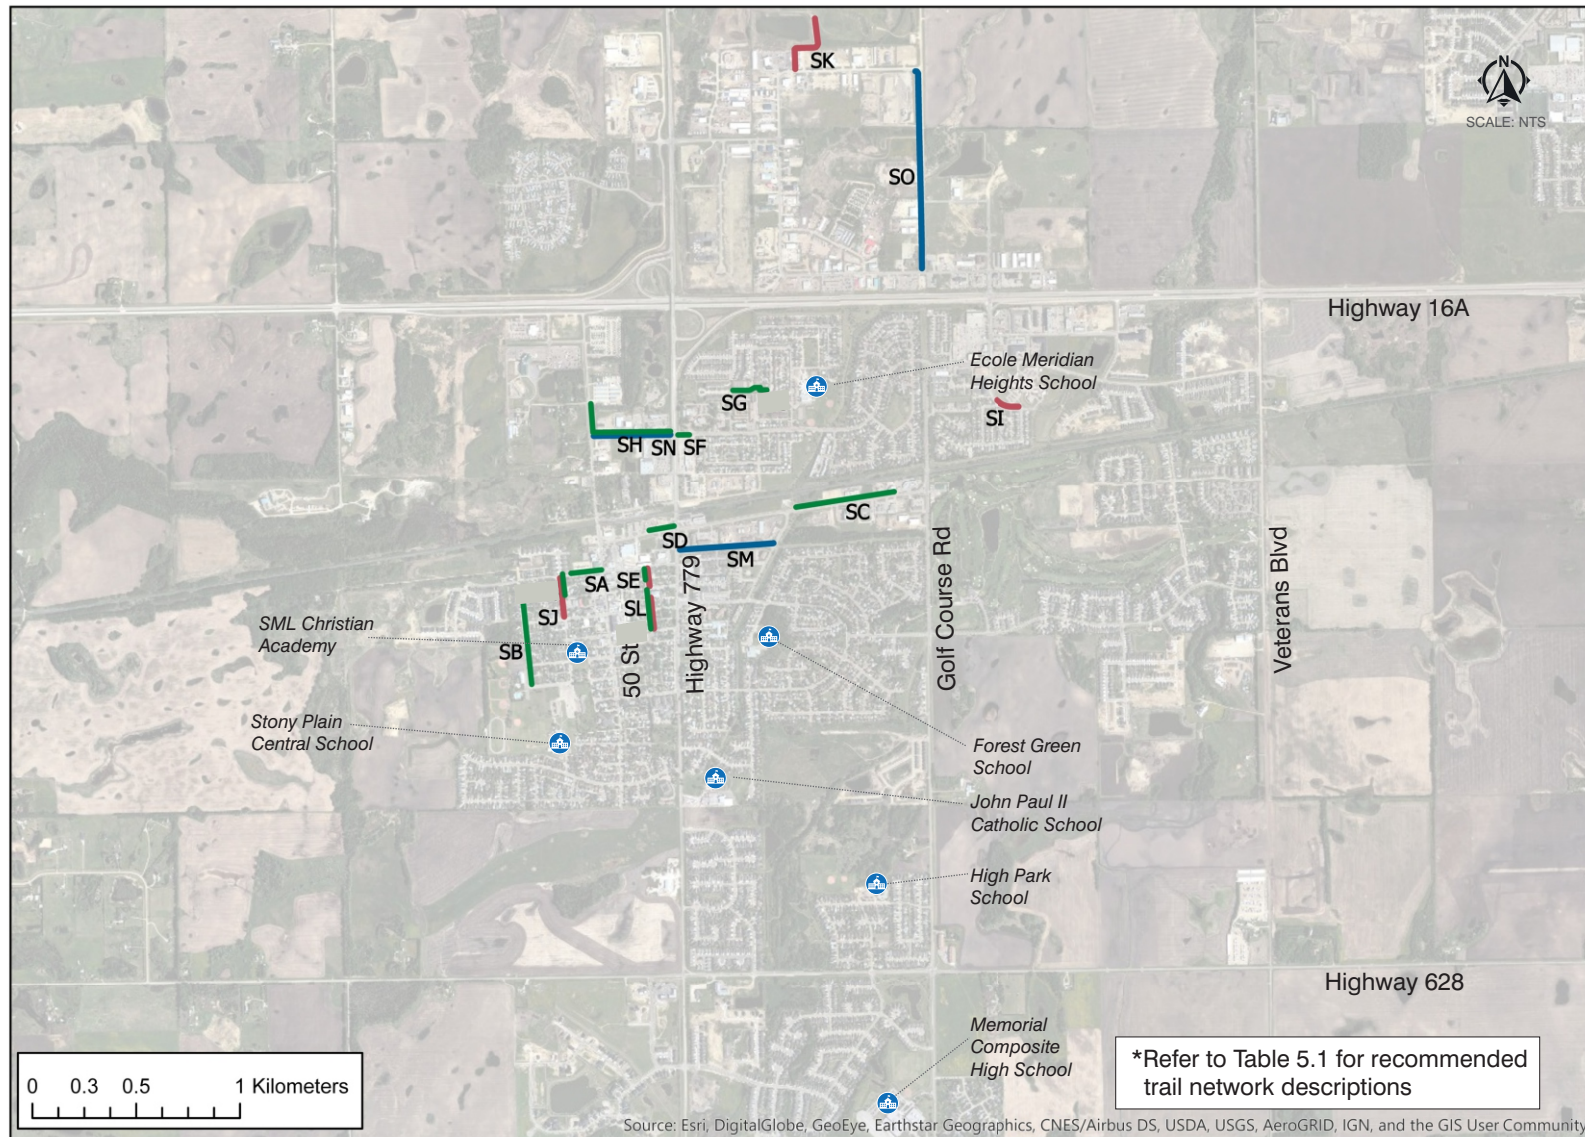 SK
N
SCALE: NTS
SO
Highway 16A
Ecole Meridian
Heights School
SG
SI
SH
SN
SF
SC
SD
SM
SA
SE
SJ
SL
SB
SML Christian
Academy
50 St
Highway 779
Golf Course Rd
Veterans Blvd
Stony Plain
Central School
Forest Green
School
John Paul II
Catholic School
High Park
School
Highway 628
Memorial
Composite
High School
*Refer to Table 5.1 for recommended
trail network descriptions
0 0.3 0.5 1 Kilometers
Source: Esri, DigitalGlobe, GeoEye, Earthstar Geographics, CNES/Airbus DS, USDA, USGS, AeroGRID, IGN, and the GIS User Community